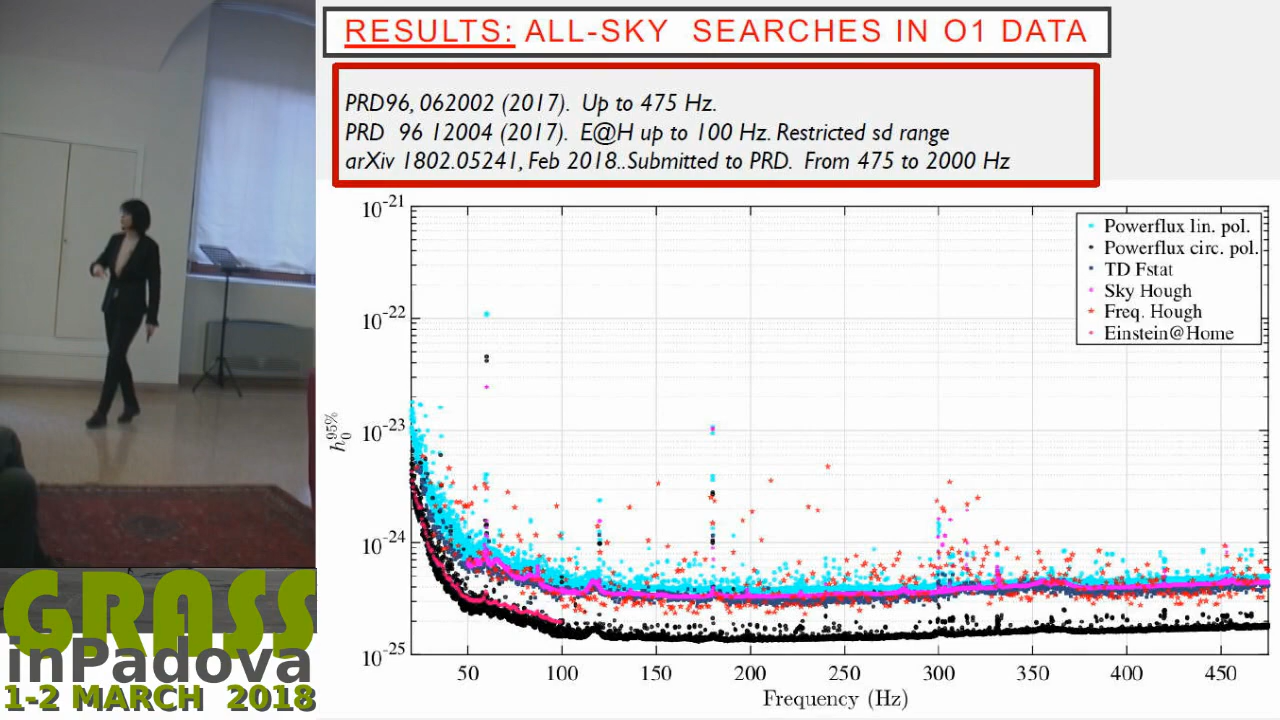 RESULTS: ALL-SKY SEARCHES IN O1 DATA
PRD96, 062002 (2017). Up to 475 Hz.
PRD 96 12004 (2017). E@H up to 100 Hz. Restricted sd range
arXiv 1802.05241, Feb 2018..Submitted to PRD. From 475 to 2000 Hz
10^-21
10^-22
10^-23
10^-24
10^-25
h_0^95%
Powerflux lin. pol.
Powerflux circ. pol.
TD Fstat
Sky Hough
Freq. Hough
Einstein@Home
50 100 150 200 250 300 350 400 450
Frequency (Hz)
GRASS
inPadova
1-2 MARCH 2018